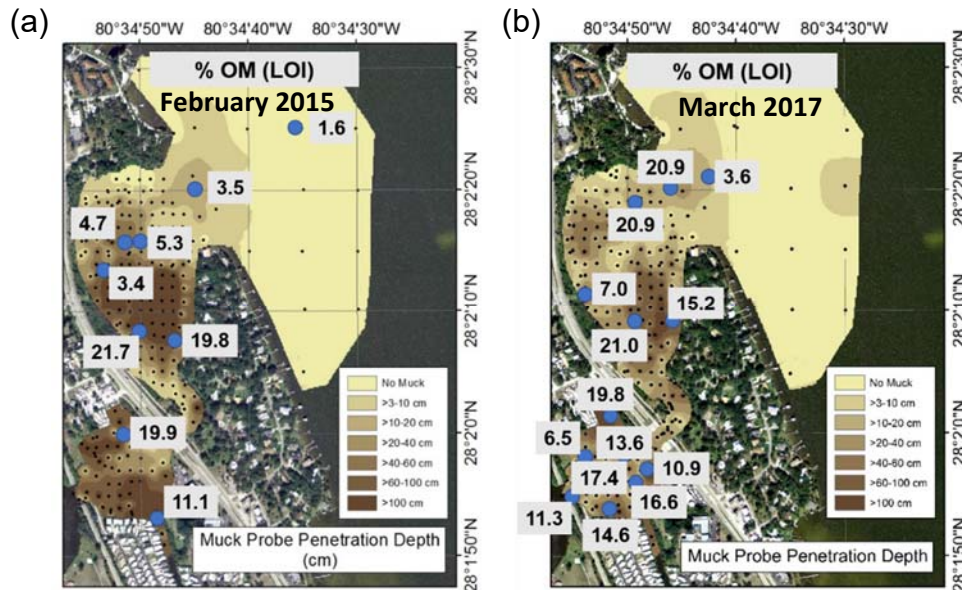 (a)
80°34'50"W 80°34'40"W 80°34'30"W
% OM (LOI)
February 2015
1.6
3.5
4.7
5.3
3.4
19.8
21.7
19.9
11.1
28°2'30"N
28°2'20"N
28°2'10"N
28°2'0"N
28°1'50"N
No Muck
>3-10 cm
>10-20 cm
>20-40 cm
>40-60 cm
>60-100 cm
>100 cm
Muck Probe Penetration Depth
(cm)
(b)
80°34'50"W 80°34'40"W 80°34'30"W
% OM (LOI)
March 2017
20.9
3.6
20.9
7.0
15.2
21.0
19.8
6.5
13.6
17.4
10.9
16.6
11.3
14.6
28°2'30"N
28°2'20"N
28°2'10"N
28°2'0"N
28°1'50"N
No Muck
>3-10 cm
>10-20 cm
>20-40 cm
>40-60 cm
>60-100 cm
>100 cm
Muck Probe Penetration Depth